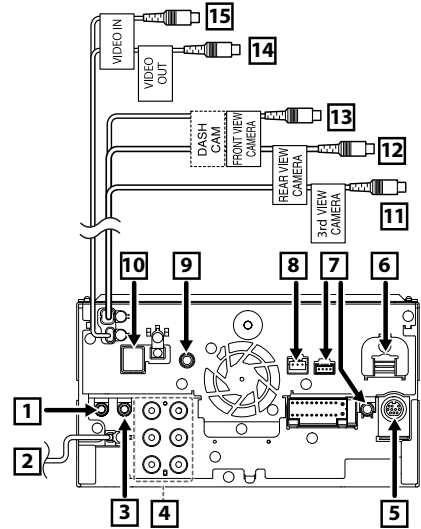 15
VIDEO IN
14
VIDEO
OUT
13
DASH
CAM
FRONT VIEW
CAMERA
12
REAR VIEW
CAMERA
11
3rd VIEW
CAMERA
10
9
8
7
6
1
2
3
4
5